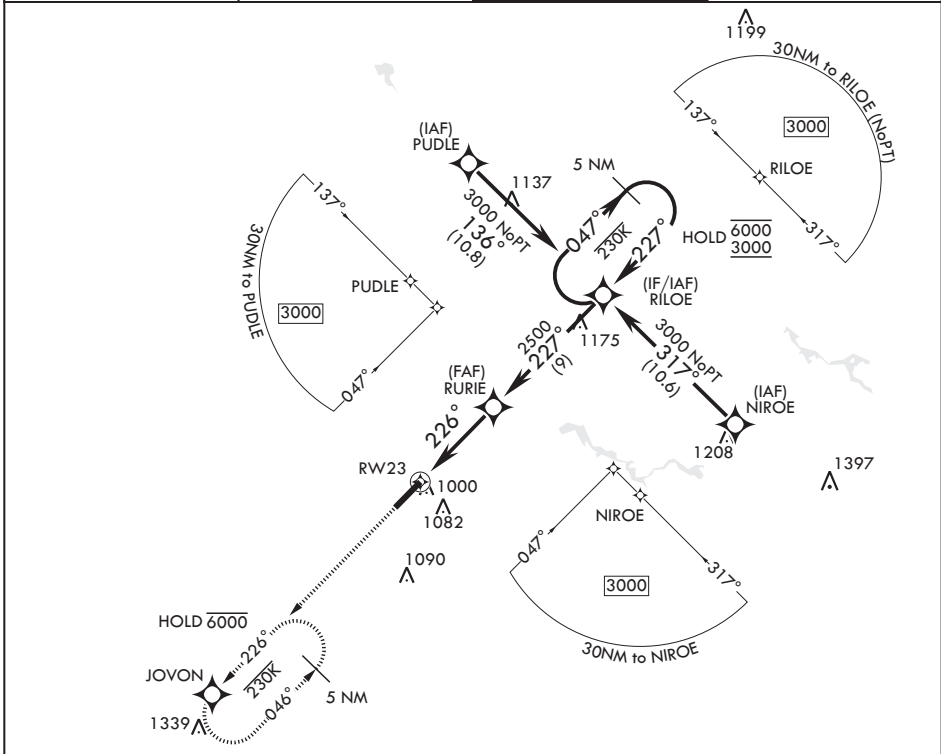 1199
30NM to RILOE (NoPT)
137°
3000
RILOE
317°
(IAF)
PUDLE
1137
3000 NoPT
136°
(10.8)
5 NM
047°
230K
227°
HOLD 6000
3000
(IF/IAF)
RILOE
1175
137°
30NM to PUDLE
PUDLE
3000
047°
2500
227°
(9)
3000 NoPT
317°
(10.6)
(IAF)
NIROE
1208
1397
(FAF)
RURIE
226°
RW23
1000
1082
1090
NIROE
047°
317°
3000
30NM to NIROE
HOLD 6000
226°
230K
046°
5 NM
JOVON
1339